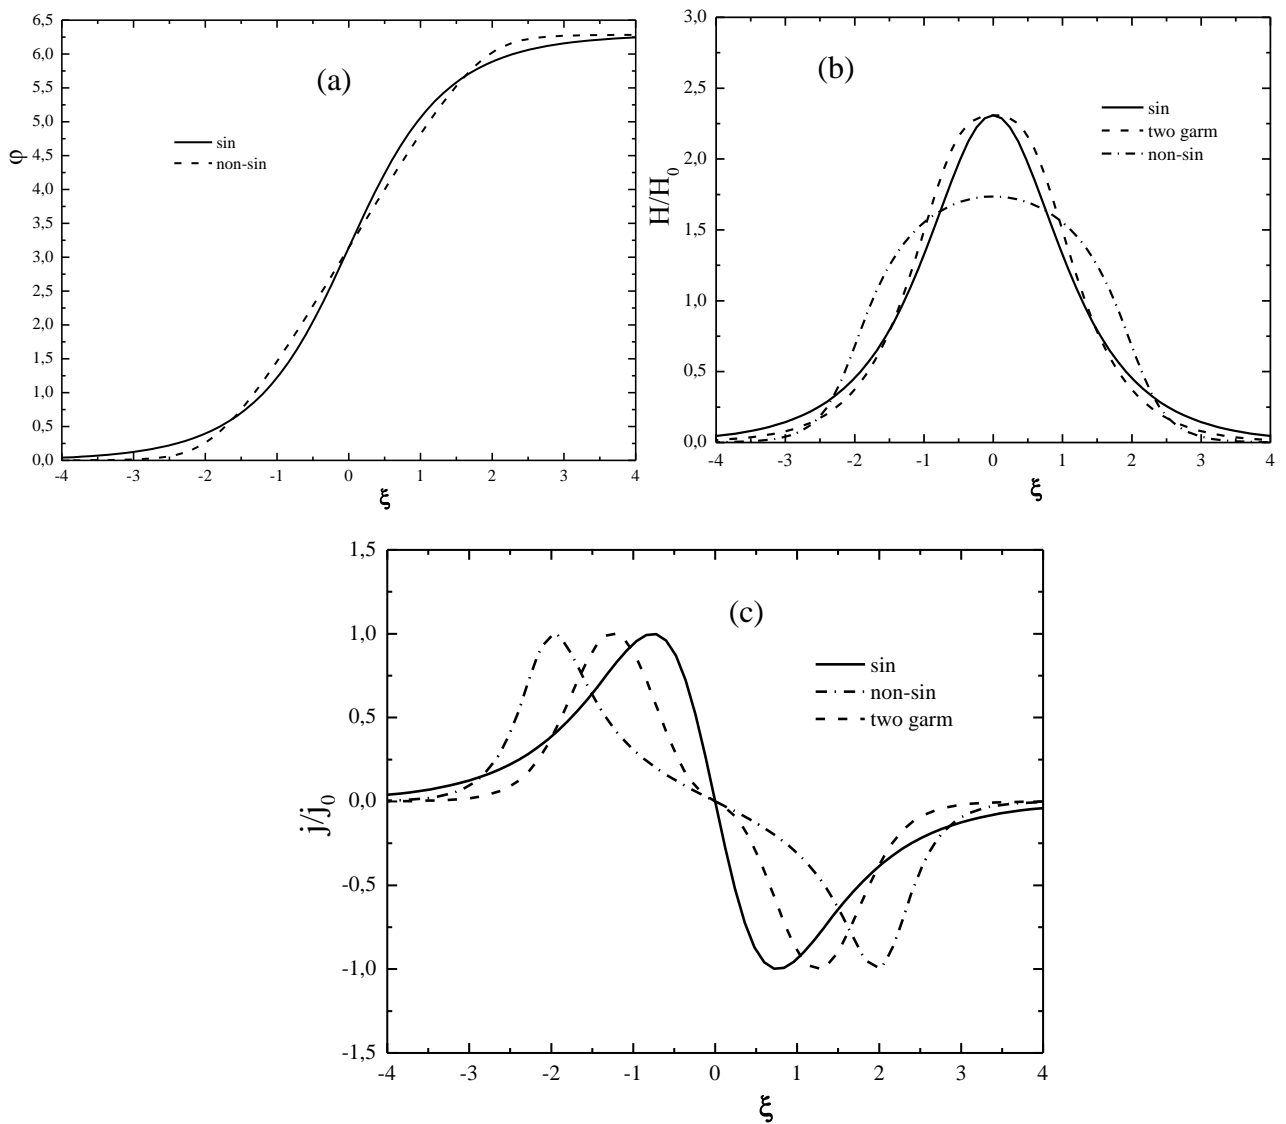 (a)
φ
6,5
6,0
5,5
5,0
4,5
4,0
3,5
3,0
2,5
2,0
1,5
1,0
0,5
0,0
sin
non-sin
-4 -3 -2 -1 0 1 2 3 4
ξ
(b)
H/H0
3,0
2,5
2,0
1,5
1,0
0,5
0,0
sin
two garm
non-sin
-4 -3 -2 -1 0 1 2 3 4
ξ
(c)
j/j0
1,5
1,0
0,5
0,0
-0,5
-1,0
-1,5
sin
non-sin
two garm
-4 -3 -2 -1 0 1 2 3 4
ξ